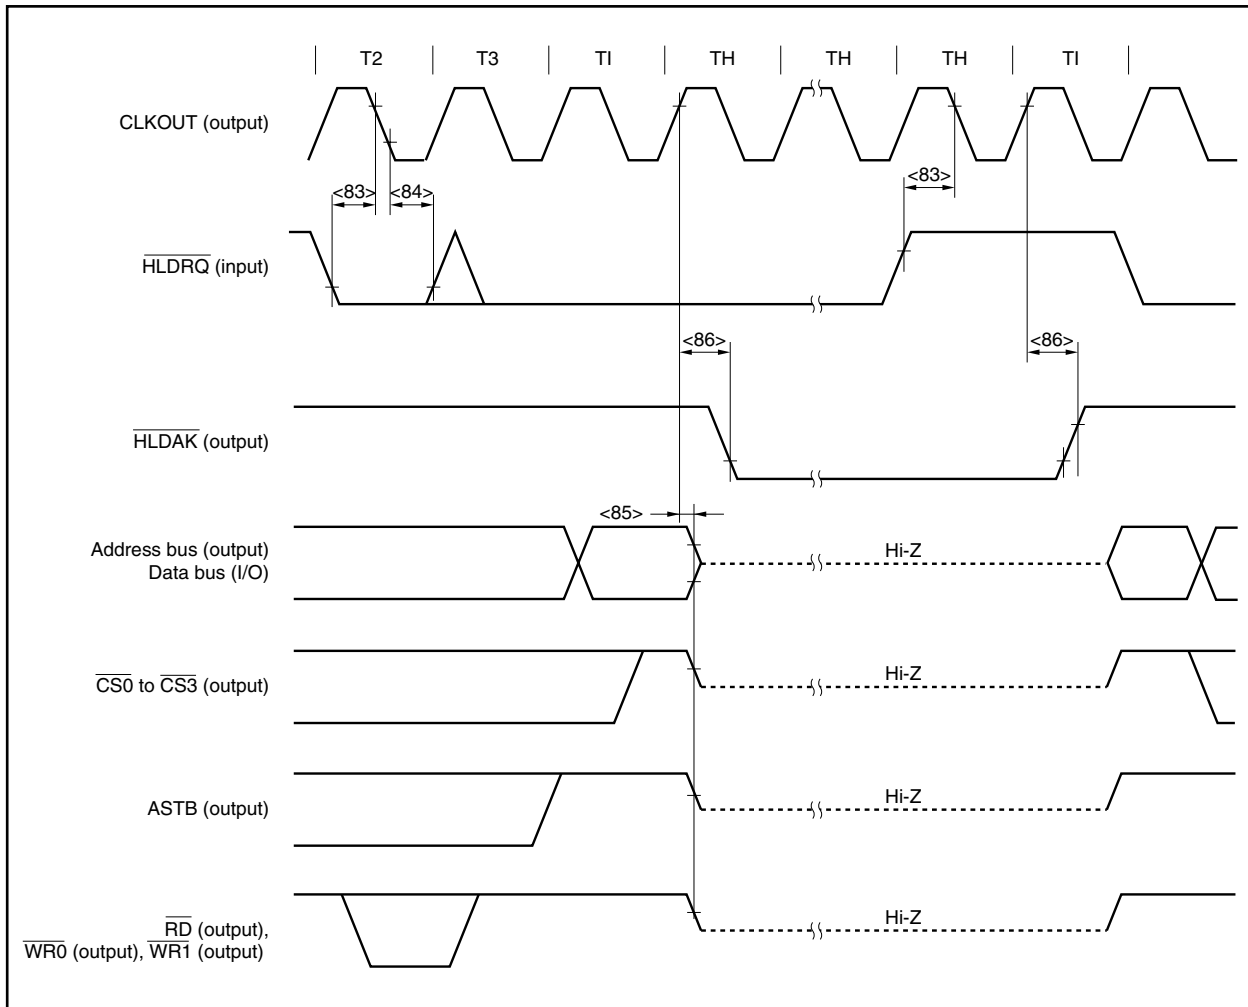 T2 T3 TI TH TH TH TI
CLKOUT (output)
<83> <84> <83>
HLDRQ (input)
<86> <86>
HLDAK (output)
<85>
Address bus (output)
Data bus (I/O)
Hi-Z
CS0 to CS3 (output)
Hi-Z
ASTB (output)
Hi-Z
RD (output),
WR0 (output), WR1 (output)
Hi-Z